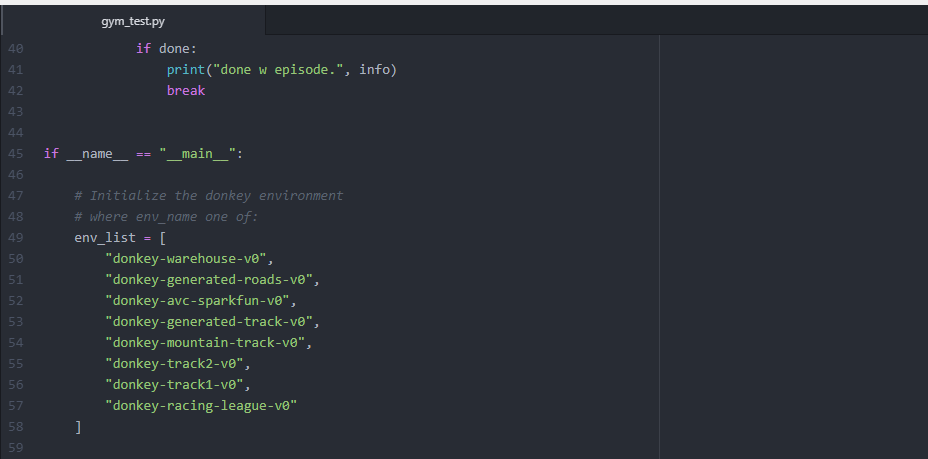 gym_test.py
40             if done:
41                 print("done w episode.", info)
42                 break
43
44
45 if __name__ == "__main__":
46
47     # Initialize the donkey environment
48     # where env_name one of:
49     env_list = [
50         "donkey-warehouse-v0",
51         "donkey-generated-roads-v0",
52         "donkey-avc-sparkfun-v0",
53         "donkey-generated-track-v0",
54         "donkey-mountain-track-v0",
55         "donkey-track2-v0",
56         "donkey-track1-v0",
57         "donkey-racing-league-v0"
58     ]
59